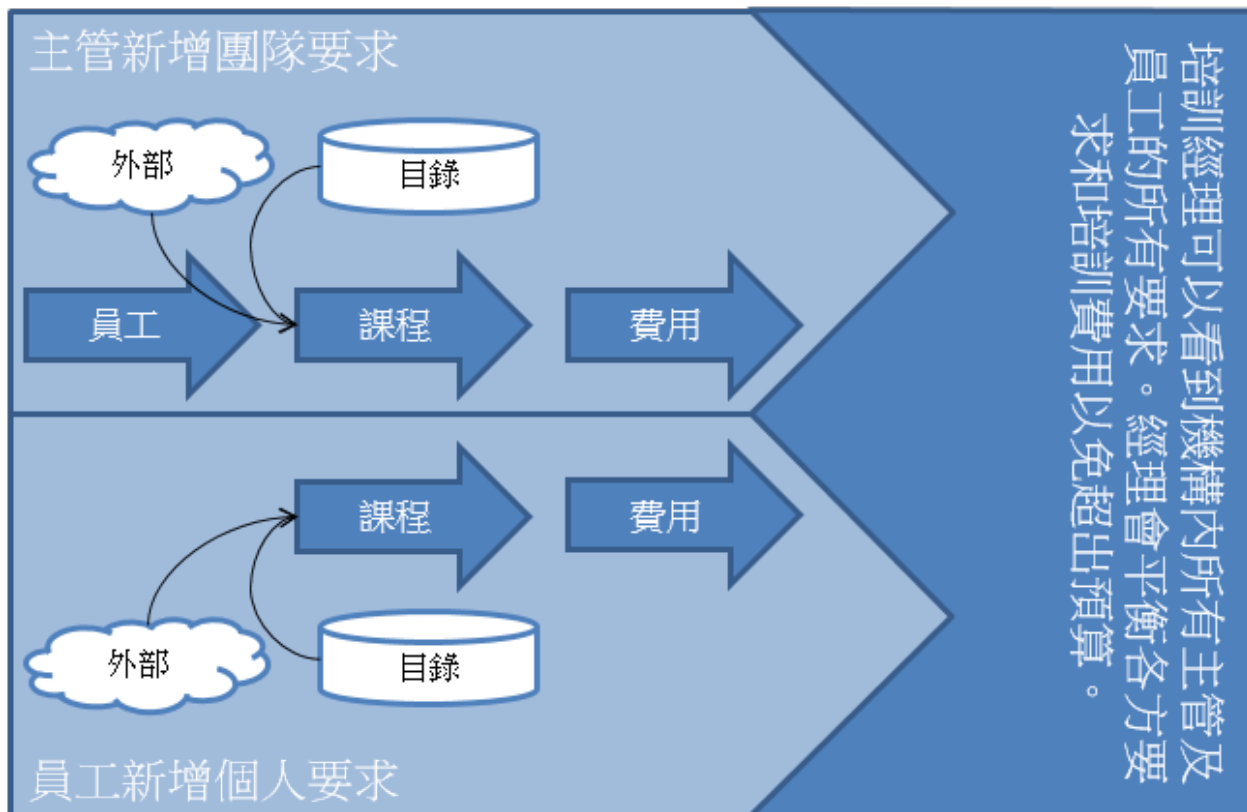 主管新增團隊要求
外部
目錄
員工
課程
費用
課程
費用
外部
目錄
員工新增個人要求
培訓經理可以看到機構內所有主管及
員工的所有要求。經理會平衡各方要
求和培訓費用以免超出預算。